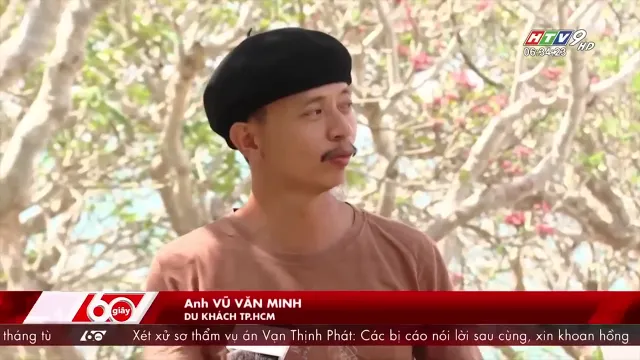 HTV9 HD
06:34:23
60 giây
Anh VŨ VĂN MINH
DU KHÁCH TP.HCM
tháng tù 60s Xét xử sơ thẩm vụ án Vạn Thịnh Phát: Các bị cáo nói lời sau cùng, xin khoan hồng